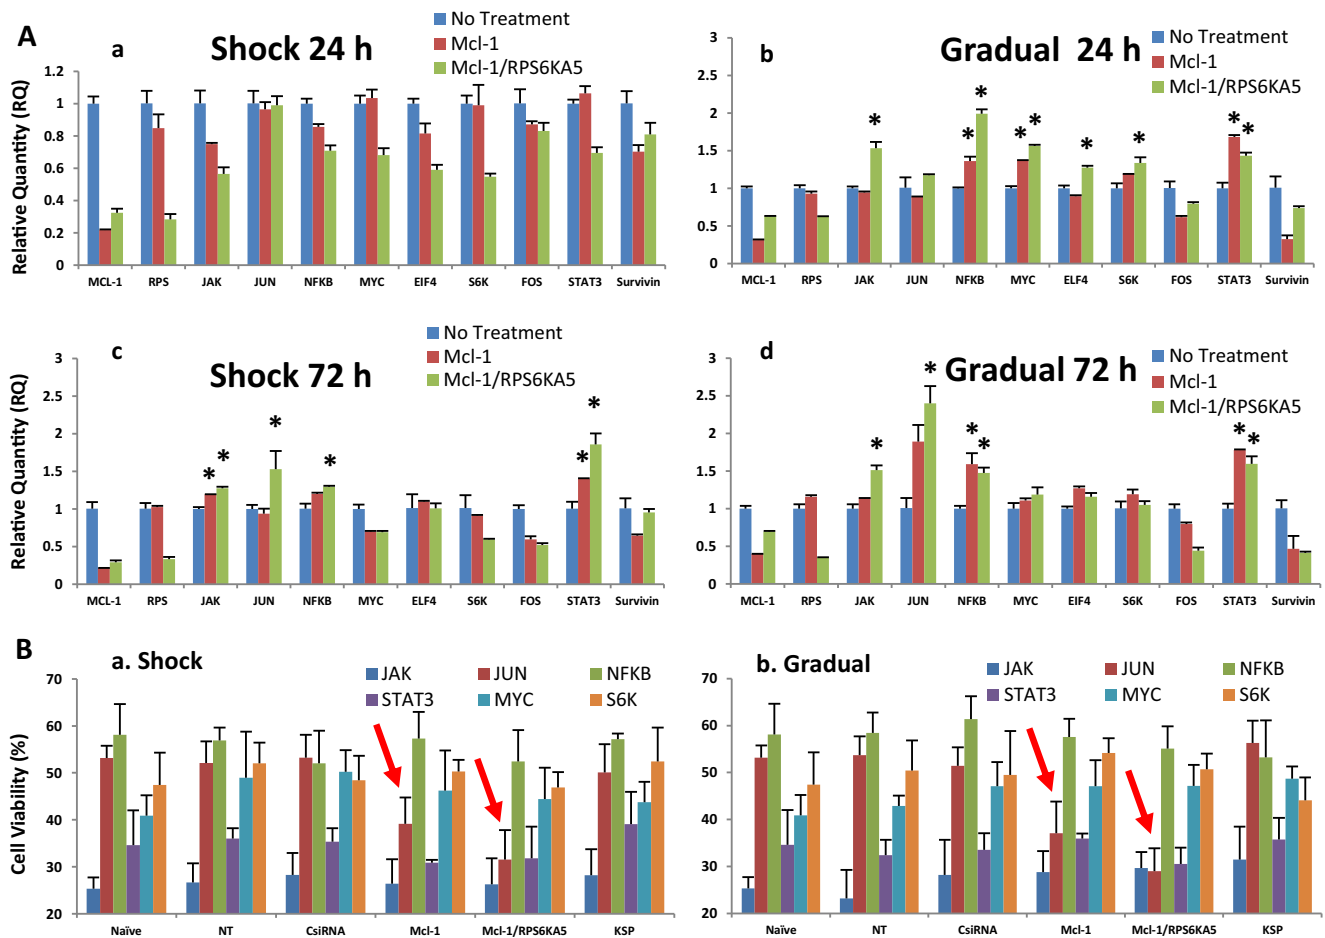 A
a
Shock 24 h
No Treatment
Mcl-1
Mcl-1/RPS6KA5
Relative Quantity (RQ)
1.2
1
0.8
0.6
0.4
0.2
0
MCL-1 RPS JAK JUN NFKB MYC EIF4 S6K FOS STAT3 Survivin
b
Gradual 24 h
No Treatment
Mcl-1
Mcl-1/RPS6KA5
3
2.5
2
1.5
1
0.5
0
* * * * * * * * *
MCL-1 RPS JAK JUN NFKB MYC ELF4 S6K FOS STAT3 Survivin
c
Shock 72 h
No Treatment
Mcl-1
Mcl-1/RPS6KA5
Relative Quantity (RQ)
3
2.5
2
1.5
1
0.5
0
* * * * * *
MCL-1 RPS JAK JUN NFKB MYC ELF4 S6K FOS STAT3 Survivin
d
Gradual 72 h
No Treatment
Mcl-1
Mcl-1/RPS6KA5
3
2.5
2
1.5
1
0.5
0
* * * * * *
MCL-1 RPS JAK JUN NFKB MYC EIF4 S6K FOS STAT3 Survivin
B
a. Shock
JAK JUN NFKB
STAT3 MYC S6K
Cell Viability (%)
70
60
50
40
30
20
Naïve NT CsiRNA Mcl-1 Mcl-1/RPS6KA5 KSP
b. Gradual
JAK JUN NFKB
STAT3 MYC S6K
70
60
50
40
30
20
Naïve NT CsiRNA Mcl-1 Mcl-1/RPS6KA5 KSP